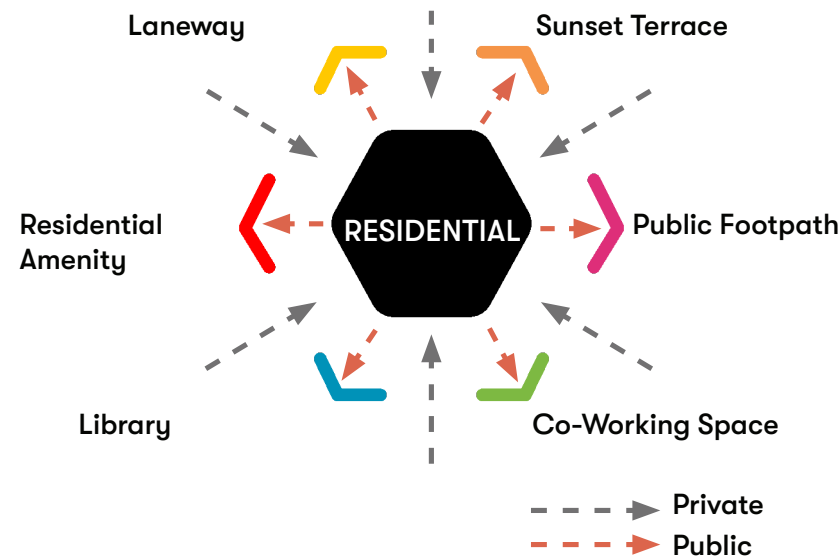 Laneway
Sunset Terrace
Residential
Amenity
RESIDENTIAL
Public Footpath
Library
Co-Working Space
Private
Public